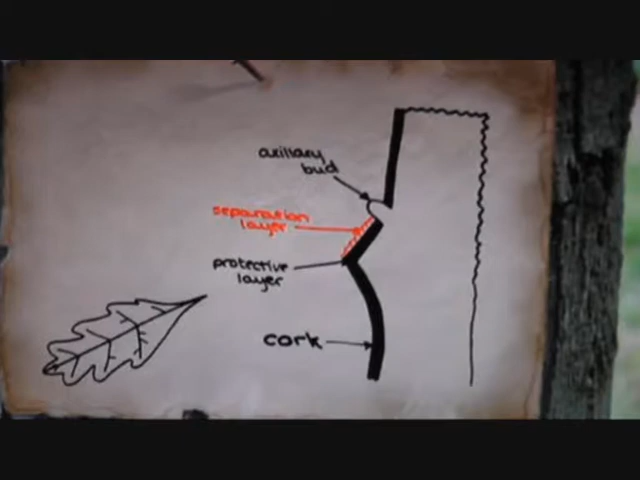 axillary
bud
separation
layer
protective
layer
cork